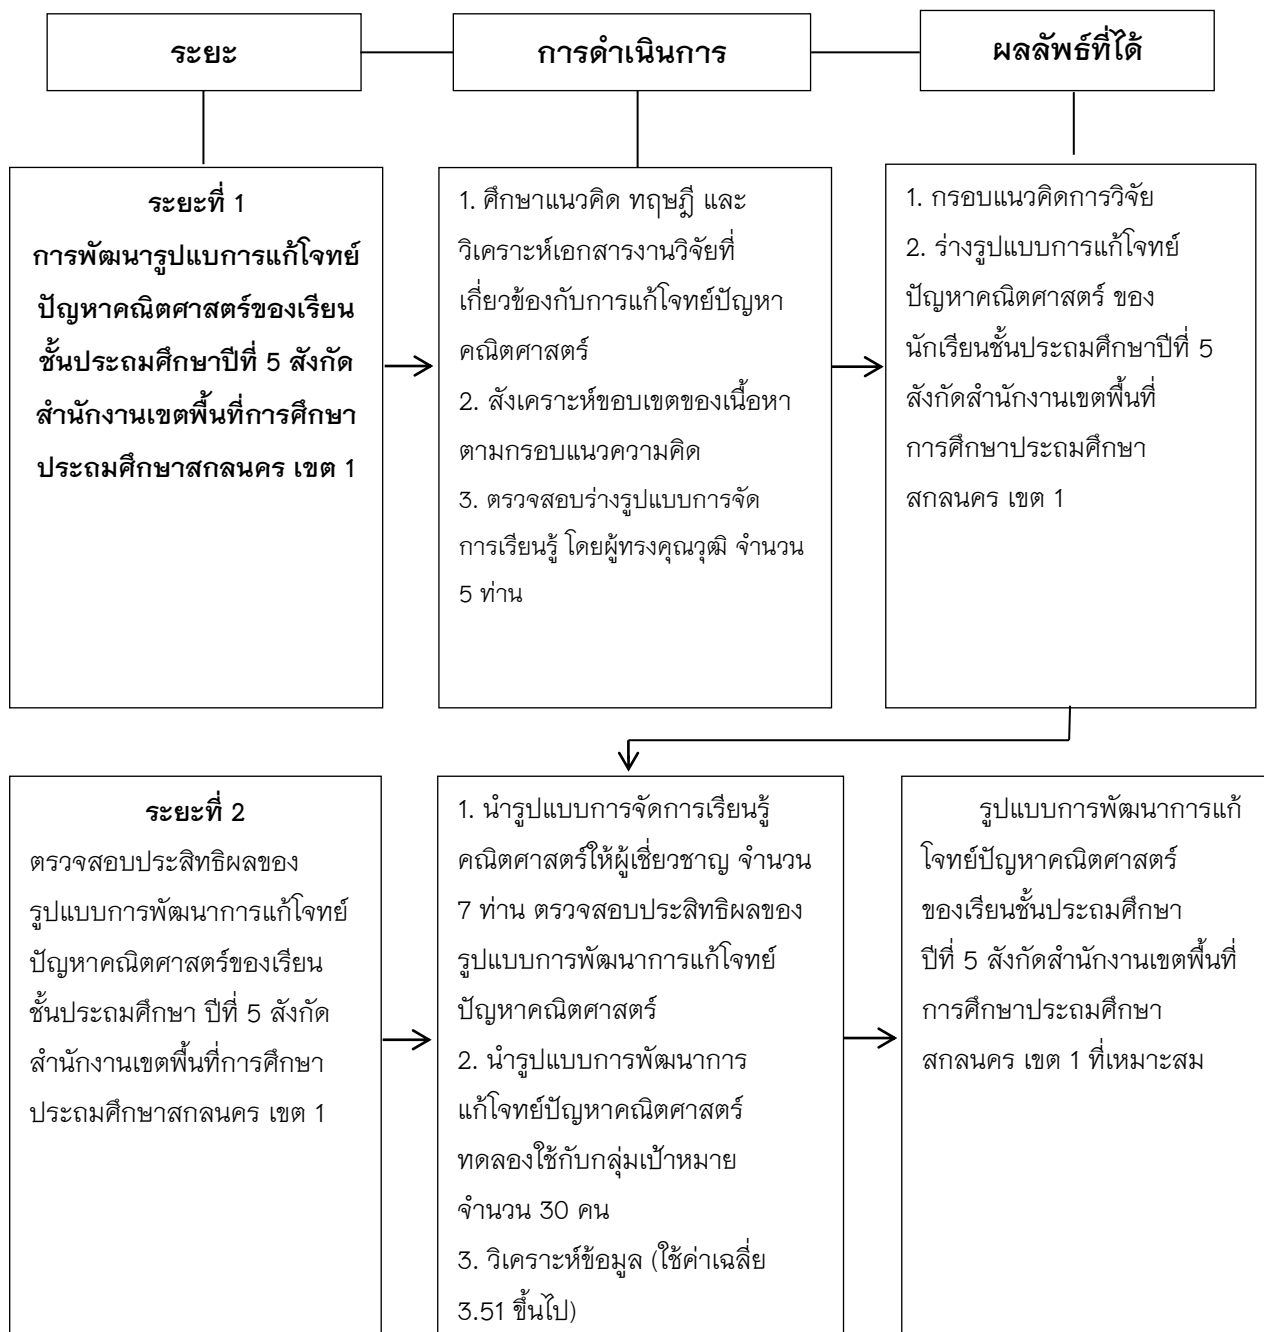 ระยะ
การดำเนินการ
ผลลัพธ์ที่ได้
ระยะที่ 1
การพัฒนารูปแบการแก้โจทย์
ปัญหาคณิตศาสตร์ของเรียน
ชั้นประถมศึกษาปีที่ 5 สังกัด
สำนักงานเขตพื้นที่การศึกษา
ประถมศึกษาสกลนคร เขต 1
1. ศึกษาแนวคิด ทฤษฎี และ
วิเคราะห์เอกสารงานวิจัยที่
เกี่ยวข้องกับการแก้โจทย์ปัญหา
คณิตศาสตร์
2. สังเคราะห์ขอบเขตของเนื้อหา
ตามกรอบแนวความคิด
3. ตรวจสอบร่างรูปแบบการจัด
การเรียนรู้ โดยผู้ทรงคุณวุฒิ จำนวน
5 ท่าน
1. กรอบแนวคิดการวิจัย
2. ร่างรูปแบบการแก้โจทย์
ปัญหาคณิตศาสตร์ ของ
นักเรียนชั้นประถมศึกษาปีที่ 5
สังกัดสำนักงานเขตพื้นที่
การศึกษาประถมศึกษา
สกลนคร เขต 1
ระยะที่ 2
ตรวจสอบประสิทธิผลของ
รูปแบบการพัฒนาการแก้โจทย์
ปัญหาคณิตศาสตร์ของเรียน
ชั้นประถมศึกษา ปีที่ 5 สังกัด
สำนักงานเขตพื้นที่การศึกษา
ประถมศึกษาสกลนคร เขต 1
1. นำรูปแบบการจัดการเรียนรู้
คณิตศาสตร์ให้ผู้เชี่ยวชาญ จำนวน
7 ท่าน ตรวจสอบประสิทธิผลของ
รูปแบบการพัฒนาการแก้โจทย์
ปัญหาคณิตศาสตร์
2. นำรูปแบบการพัฒนาการ
แก้โจทย์ปัญหาคณิตศาสตร์
ทดลองใช้กับกลุ่มเป้าหมาย
จำนวน 30 คน
3. วิเคราะห์ข้อมูล (ใช้ค่าเฉลี่ย
3.51 ขึ้นไป)
รูปแบบการพัฒนาการแก้
โจทย์ปัญหาคณิตศาสตร์
ของเรียนชั้นประถมศึกษา
ปีที่ 5 สังกัดสำนักงานเขตพื้นที่
การศึกษาประถมศึกษา
สกลนคร เขต 1 ที่เหมาะสม